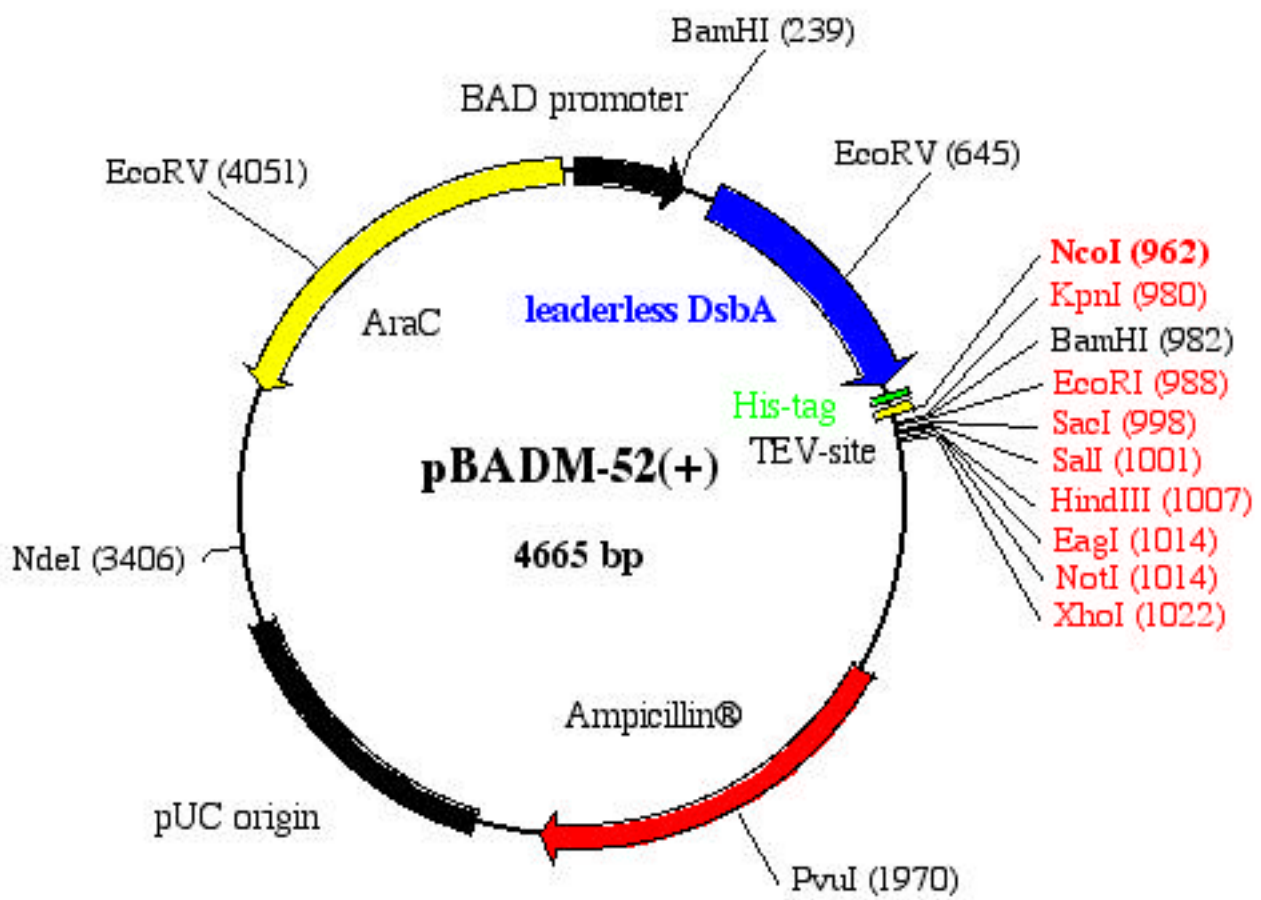 BamHI (239)
BAD promoter
EcoRV (4051)
EcoRV (645)
NcoI (962)
KpnI (980)
BamHI (982)
EcoRI (988)
SacI (998)
SalI (1001)
HindIII (1007)
EagI (1014)
NotI (1014)
XhoI (1022)
AraC
leaderless DsbA
His-tag
TEV-site
pBADM-52(+)
4665 bp
NdeI (3406)
Ampicillin®
pUC origin
PvuI (1970)